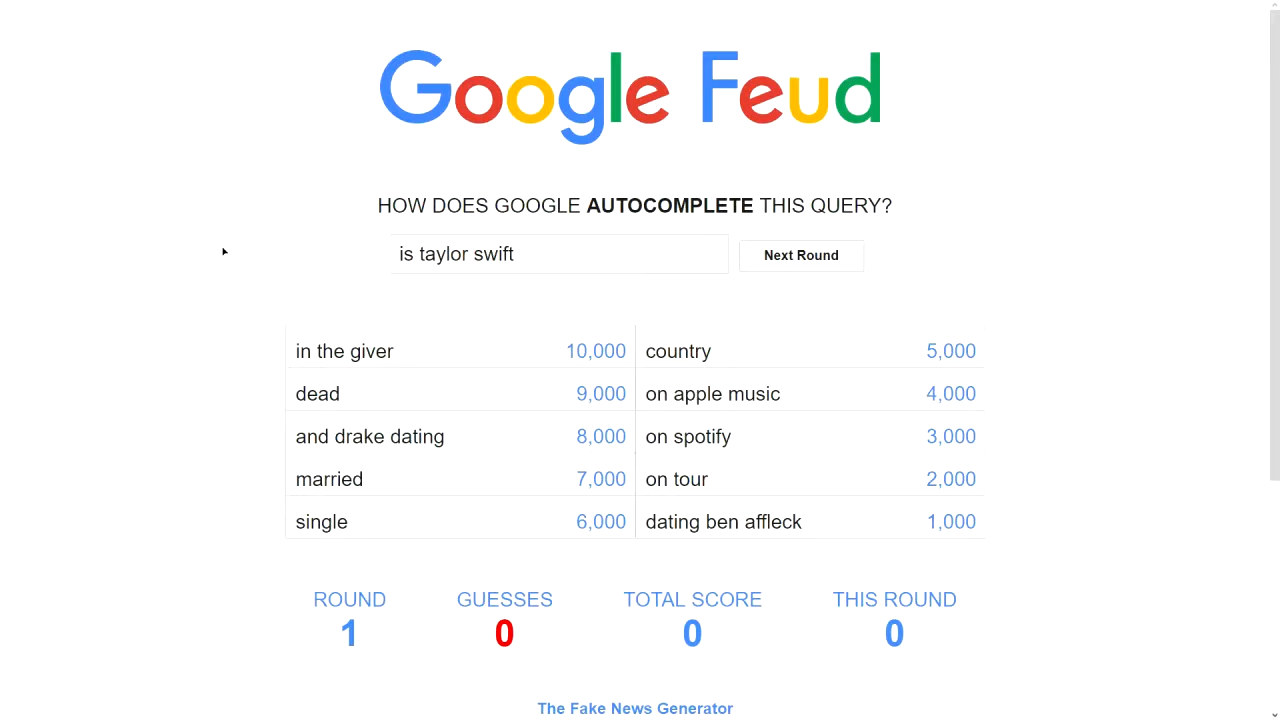 Google Feud
HOW DOES GOOGLE AUTOCOMPLETE THIS QUERY?
is taylor swift
Next Round
in the giver 10,000
dead 9,000
and drake dating 8,000
married 7,000
single 6,000
country 5,000
on apple music 4,000
on spotify 3,000
on tour 2,000
dating ben affleck 1,000
ROUND GUESSES TOTAL SCORE THIS ROUND
1 0 0 0
The Fake News Generator